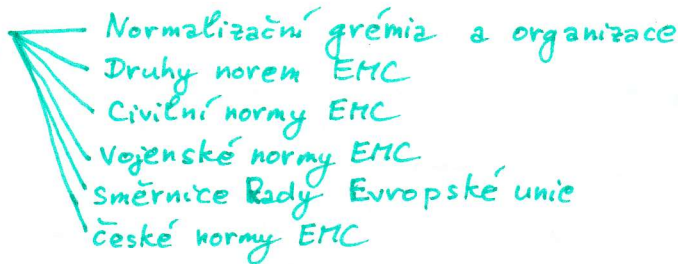 Normalizační grémia a organizace
Druhy norem EMC
Civilní normy EMC
Vojenské normy EMC
Směrnice Rady Evropské unie
České normy EMC